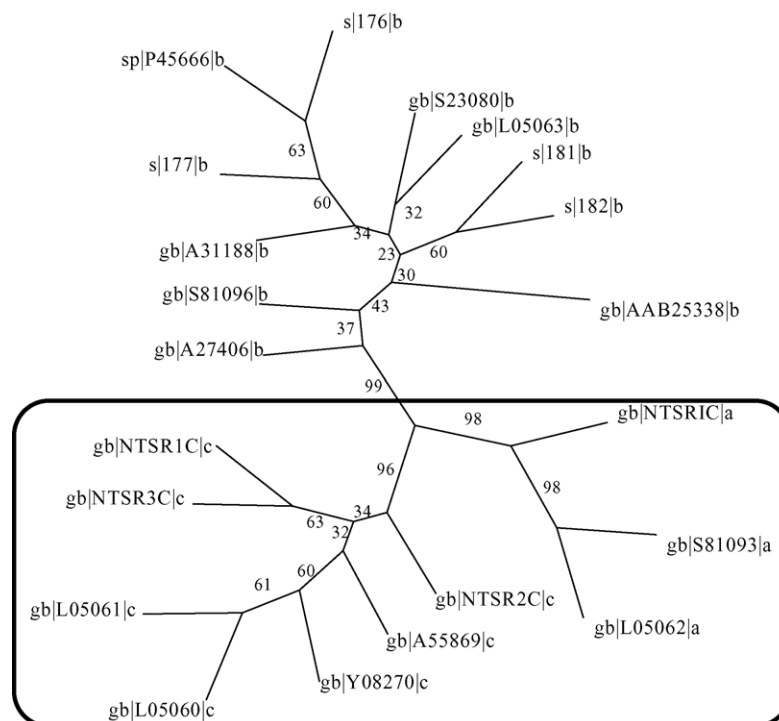 s|176|b
sp|P45666|b
gb|S23080|b
gb|L05063|b
s|181|b
63
s|177|b
s|182|b
60
32
34
23
60
gb|A31188|b
30
gb|S81096|b
43
gb|AAB25338|b
37
gb|A27406|b
99
gb|NTSRIC|a
98
gb|NTSR1C|c
96
98
gb|NTSR3C|c
63
34
32
gb|S81093|a
60
61
gb|NTSR2C|c
gb|L05061|c
gb|L05062|a
gb|A55869|c
gb|Y08270|c
gb|L05060|c